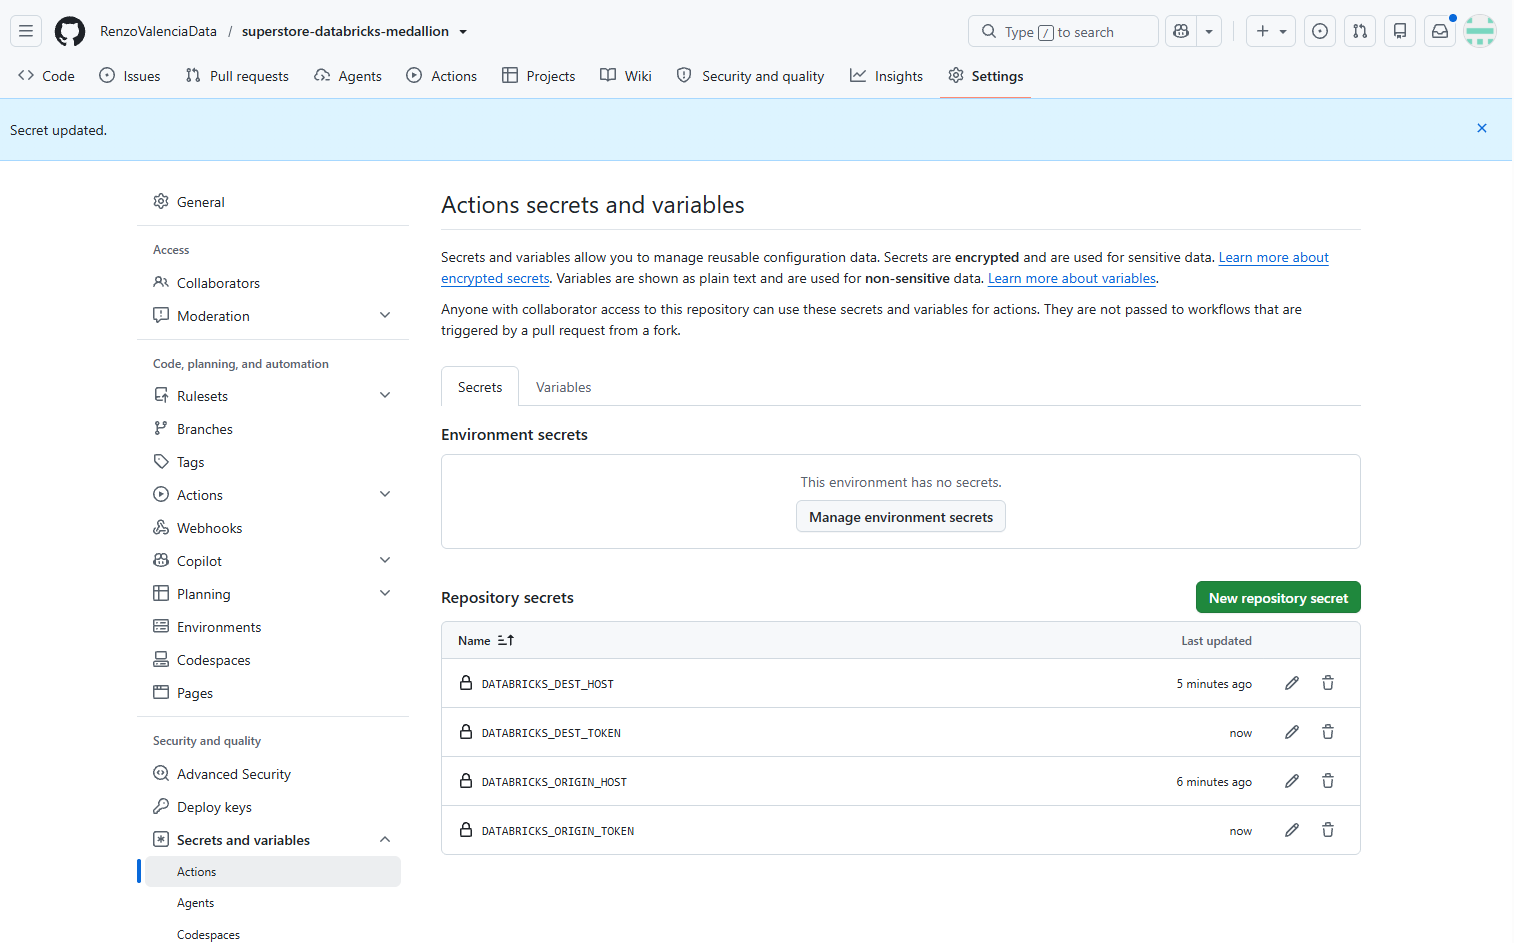 RenzoValenciaData / superstore-databricks-medallion
Type / to search
Code
Issues
Pull requests
Agents
Actions
Projects
Wiki
Security and quality
Insights
Settings
Secret updated.
General
Access
Collaborators
Moderation
Code, planning, and automation
Rulesets
Branches
Tags
Actions
Webhooks
Copilot
Planning
Environments
Codespaces
Pages
Security and quality
Advanced Security
Deploy keys
Secrets and variables
Actions
Agents
Codespaces
Actions secrets and variables
Secrets and variables allow you to manage reusable configuration data. Secrets are encrypted and are used for sensitive data. Learn more about
encrypted secrets. Variables are shown as plain text and are used for non-sensitive data. Learn more about variables.
Anyone with collaborator access to this repository can use these secrets and variables for actions. They are not passed to workflows that are
triggered by a pull request from a fork.
Secrets
Variables
Environment secrets
This environment has no secrets.
Manage environment secrets
Repository secrets
New repository secret
Name
Last updated
DATABRICKS_DEST_HOST
5 minutes ago
DATABRICKS_DEST_TOKEN
now
DATABRICKS_ORIGIN_HOST
6 minutes ago
DATABRICKS_ORIGIN_TOKEN
now